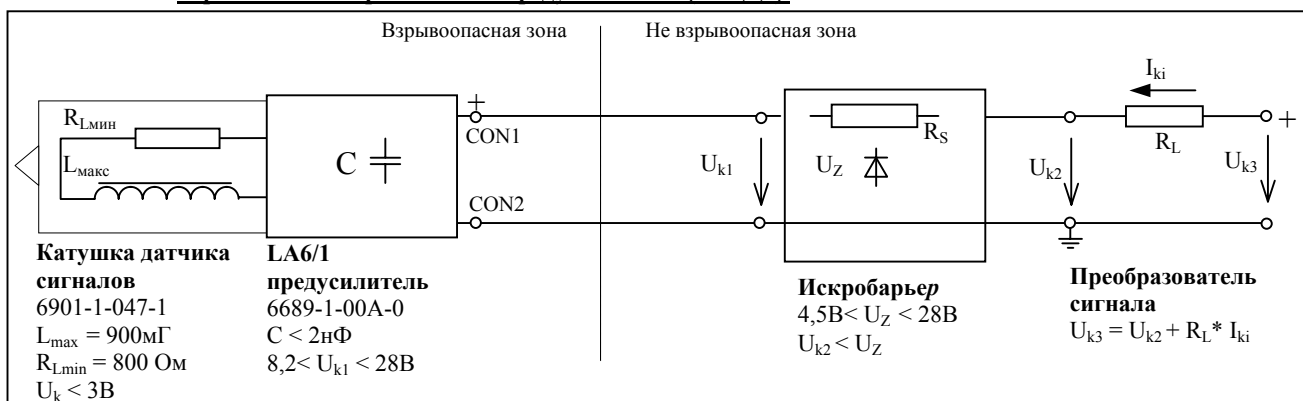 Взрывоопасная зона
Не взрывоопасная зона
R_Lмин
L_макс
C
+
CON1
CON2
U_k1
R_S
U_Z
U_k2
I_ki
R_L
+
U_k3
Катушка датчика
сигналов
6901-1-047-1
L_max = 900мГ
R_Lmin = 800 Ом
U_k < 3В
LA6/1
предусилитель
6689-1-00А-0
C < 2нФ
8,2< U_k1 < 28В
Искробарьер
4,5В< U_Z < 28В
U_k2 < U_Z
Преобразователь
сигнала
U_k3 = U_k2 + R_L* I_ki